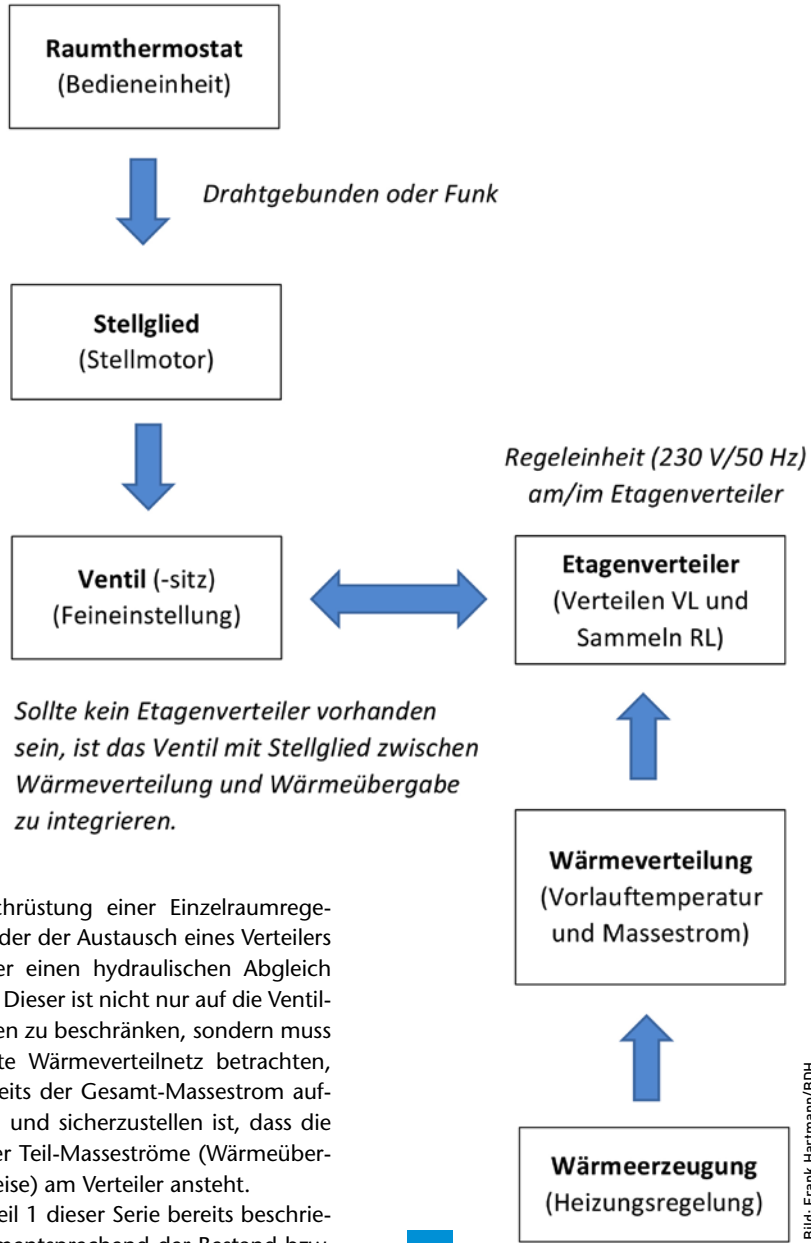 Raumthermostat
(Bedieneinheit)
Drahtgebunden oder Funk
Stellglied
(Stellmotor)
Ventil (-sitz)
(Feineinstellung)
Regeleinheit (230 V/50 Hz)
am/im Etagenverteiler
Etagenverteiler
(Verteilen VL und
Sammeln RL)
Sollte kein Etagenverteiler vorhanden
sein, ist das Ventil mit Stellglied zwischen
Wärmeverteilung und Wärmeübergabe
zu integrieren.
Wärmeverteilung
(Vorlauftemperatur
und Massestrom)
Wärmeerzeugung
(Heizungsregelung)
chrüstung einer Einzelraumrege-
der der Austausch eines Verteilers
er einen hydraulischen Abgleich
Dieser ist nicht nur auf die Ventil-
en zu beschränken, sondern muss
te Wärmeverteilnetz betrachten,
eits der Gesamt-Massestrom auf-
und sicherzustellen ist, dass die
er Teil-Masseströme (Wärmeüber-
eise) am Verteiler ansteht.
eil 1 dieser Serie bereits beschrie-
Bild: Frank Hartmann/BDH